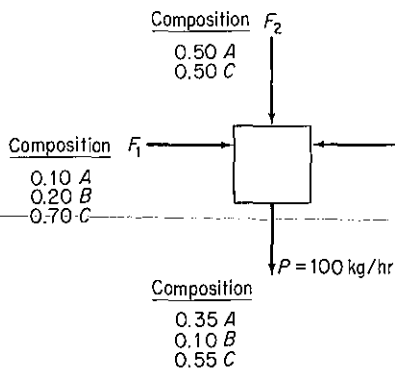 Composition F₂
0.50 A
0.50 C
Composition F₁
0.10 A
0.20 B
0.70 C
P = 100 kg/hr
Composition
0.35 A
0.10 B
0.55 C